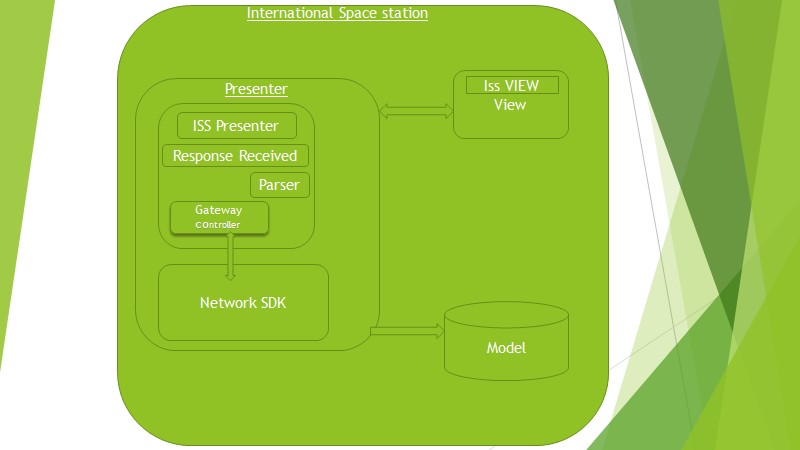 International Space station
Presenter
Iss VIEW
View
ISS Presenter
Response Received
Parser
Gateway
controller
Network SDK
Model